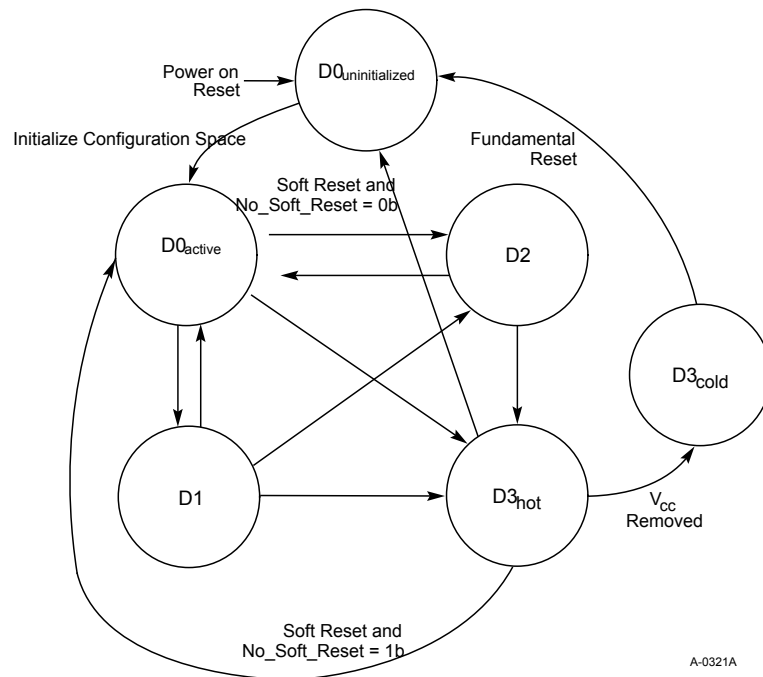 D0uninitialized
Power on
Reset
Initialize Configuration Space
Fundamental
Reset
Soft Reset and
No_Soft_Reset = 0b
D0active
D2
D3cold
D1
D3hot
Vcc
Removed
Soft Reset and
No_Soft_Reset = 1b
A-0321A